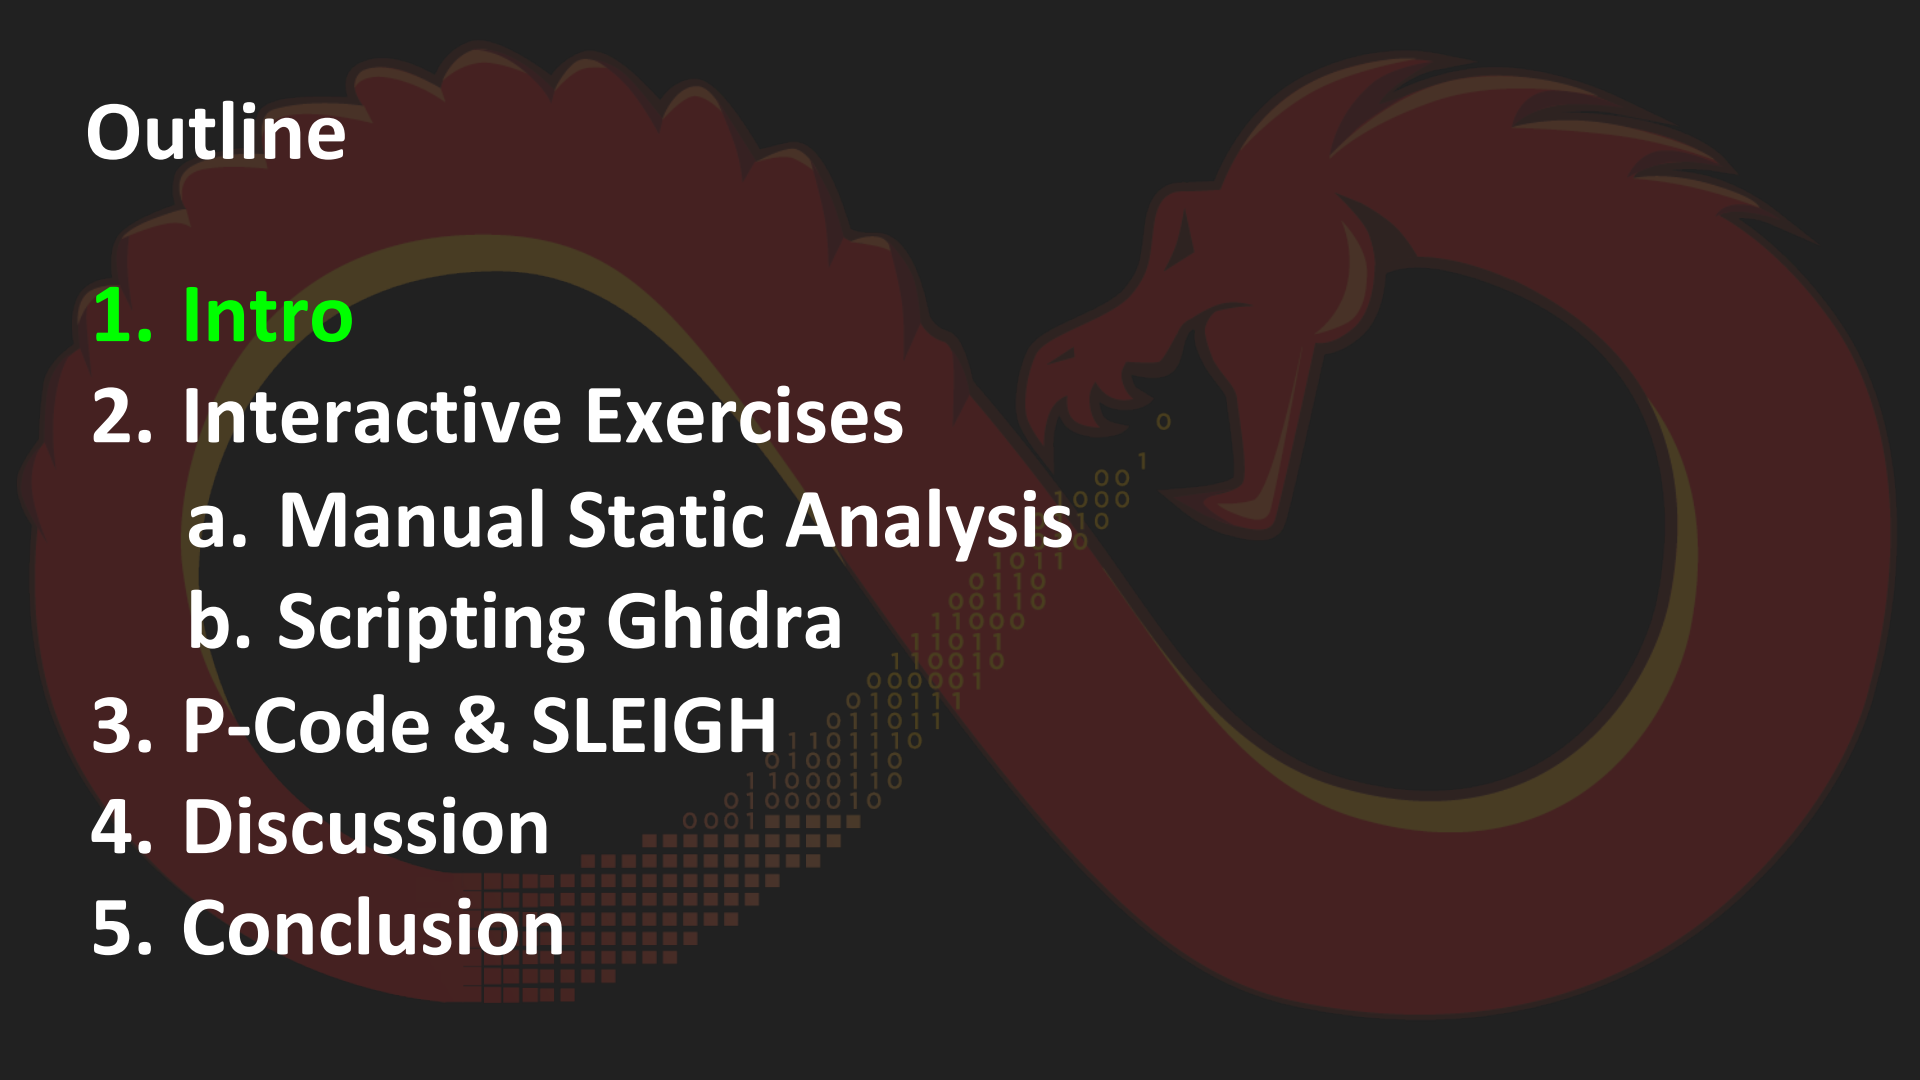 Outline
1. Intro
2. Interactive Exercises
a. Manual Static Analysis
b. Scripting Ghidra
3. P-Code & SLEIGH
4. Discussion
5. Conclusion